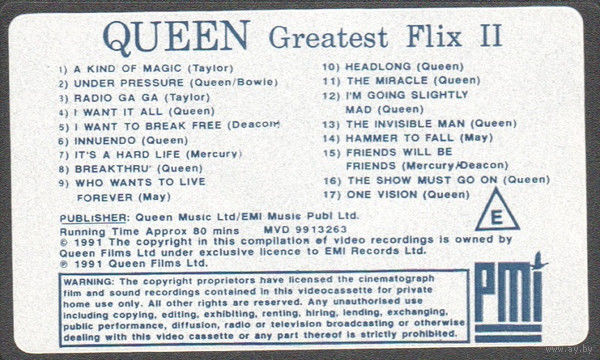 QUEEN Greatest Flix II
1) A KIND OF MAGIC (Taylor)
2) UNDER PRESSURE (Queen/Bowie)
3) RADIO GA GA (Taylor)
4) I WANT IT ALL (Queen)
5) I WANT TO BREAK FREE (Deacon)
6) INNUENDO (Queen)
7) IT'S A HARD LIFE (Mercury)
8) BREAKTHRU' (Queen)
9) WHO WANTS TO LIVE
FOREVER (May)
10) HEADLONG (Queen)
11) THE MIRACLE (Queen)
12) I'M GOING SLIGHTLY
MAD (Queen)
13) THE INVISIBLE MAN (Queen)
14) HAMMER TO FALL (May)
15) FRIENDS WILL BE
FRIENDS (Mercury/Deacon)
16) THE SHOW MUST GO ON (Queen)
17) ONE VISION (Queen)
PUBLISHER: Queen Music Ltd/EMI Music Publ Ltd.
Running Time Approx 80 mins MVD 9913263
© 1991 The copyright in this compilation of video recordings is owned by
Queen Films Ltd under exclusive licence to EMI Records Ltd.
℗ 1991 Queen Films Ltd.
E
WARNING: The copyright proprietors have licensed the cinematograph
film and sound recordings contained in this videocassette for private
home use only. All other rights are reserved. Any unauthorised use
including copying, editing, exhibiting, renting, hiring, lending, exchanging,
public performance, diffusion, radio or television broadcasting or otherwise
dealing with this video cassette or any part thereof is strictly prohibited.
PMI
www.ay.by